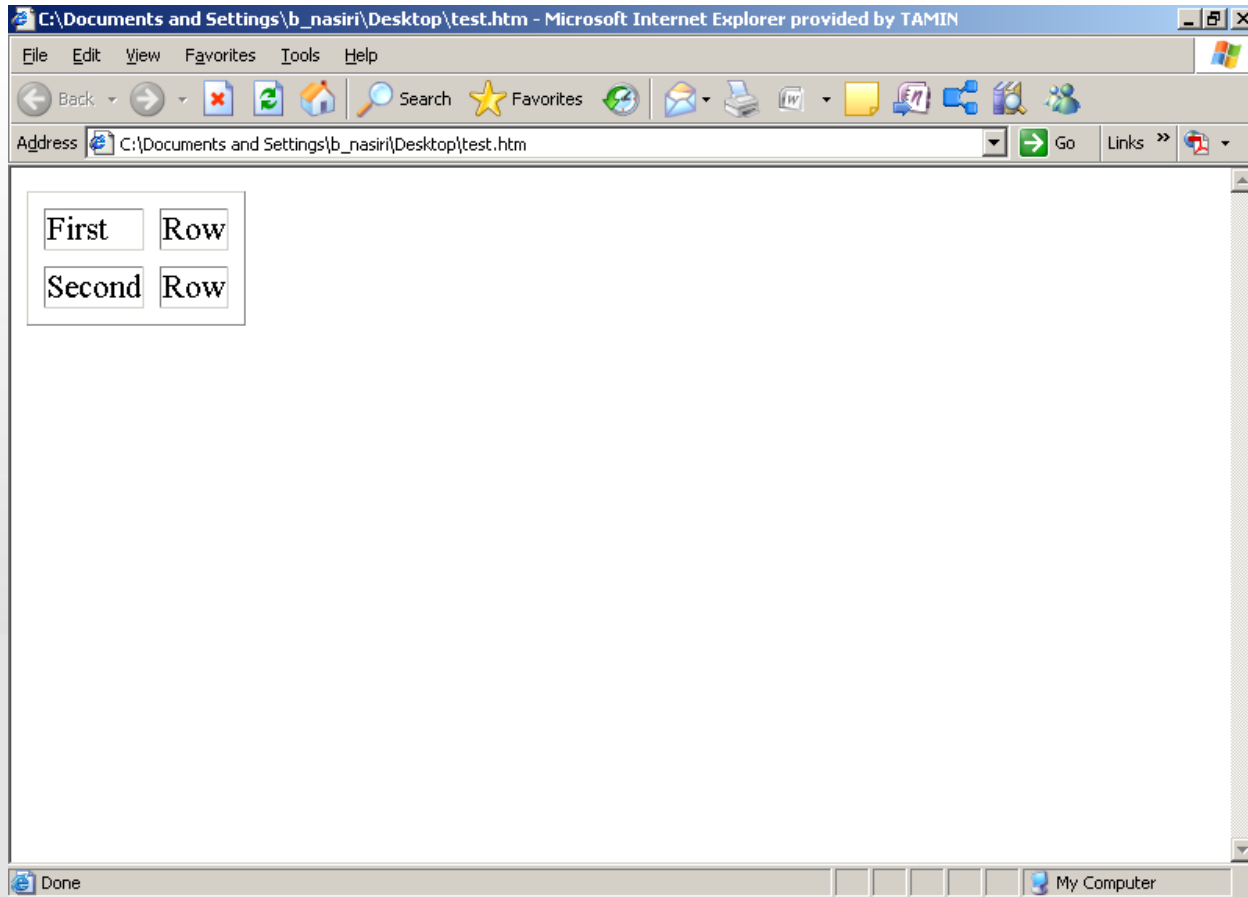 C:\Documents and Settings\b_nasiri\Desktop\test.htm - Microsoft Internet Explorer provided by TAMIN
File Edit View Favorites Tools Help
Back Search Favorites
Address C:\Documents and Settings\b_nasiri\Desktop\test.htm Go Links »
First Row
Second Row
Done My Computer